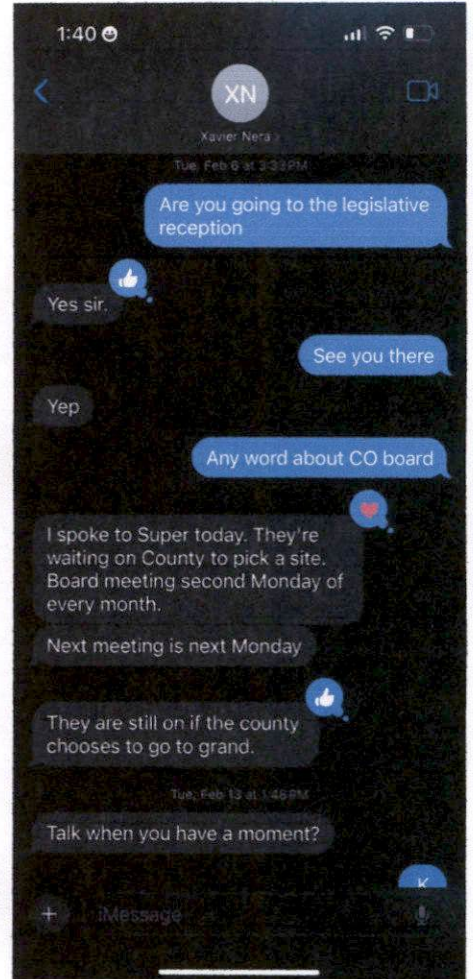 1:40
XN
Xavier Nera
Tue, Feb 6 at 3:33 PM
Are you going to the legislative
reception
Yes sir.
See you there
Yep
Any word about CO board
I spoke to Super today. They're
waiting on County to pick a site.
Board meeting second Monday of
every month.
Next meeting is next Monday
They are still on if the county
chooses to go to grand.
Tue, Feb 13 at 1:46 PM
Talk when you have a moment?
K
iMessage